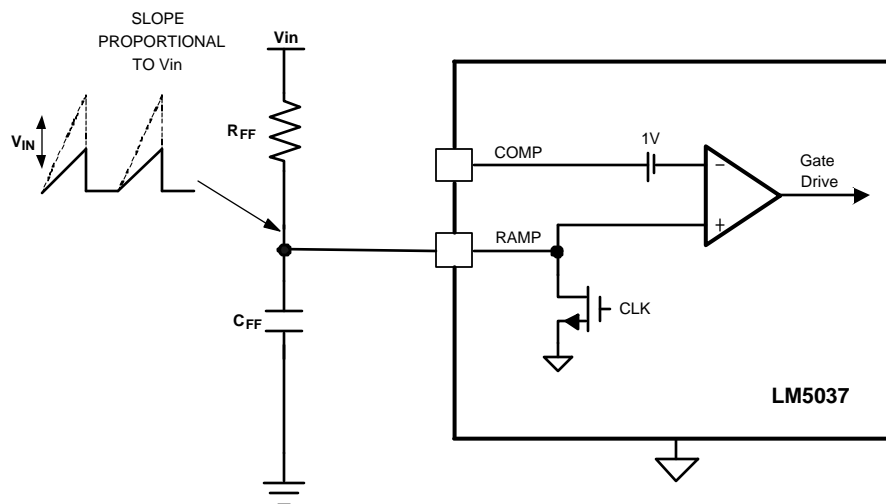 SLOPE
PROPORTIONAL
TO Vin
Vin
VIN
RFF
1V
COMP
−
Gate
Drive
+
RAMP
CFF
CLK
LM5037